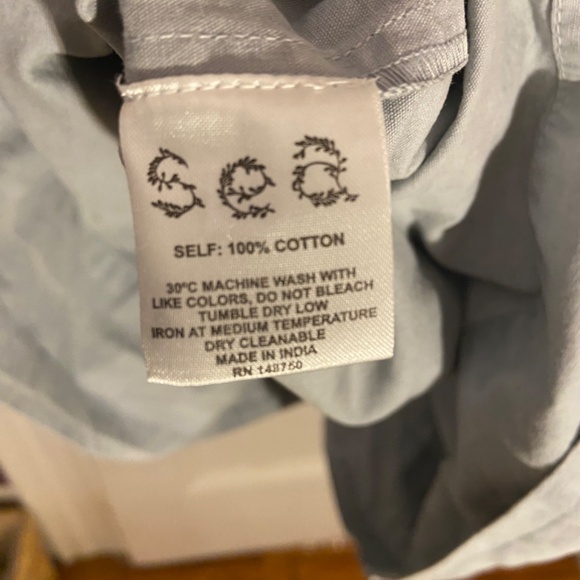 Sea
SELF: 100% COTTON
30°C MACHINE WASH WITH
LIKE COLORS, DO NOT BLEACH
TUMBLE DRY LOW
IRON AT MEDIUM TEMPERATURE
DRY CLEANABLE
MADE IN INDIA
RN 148760